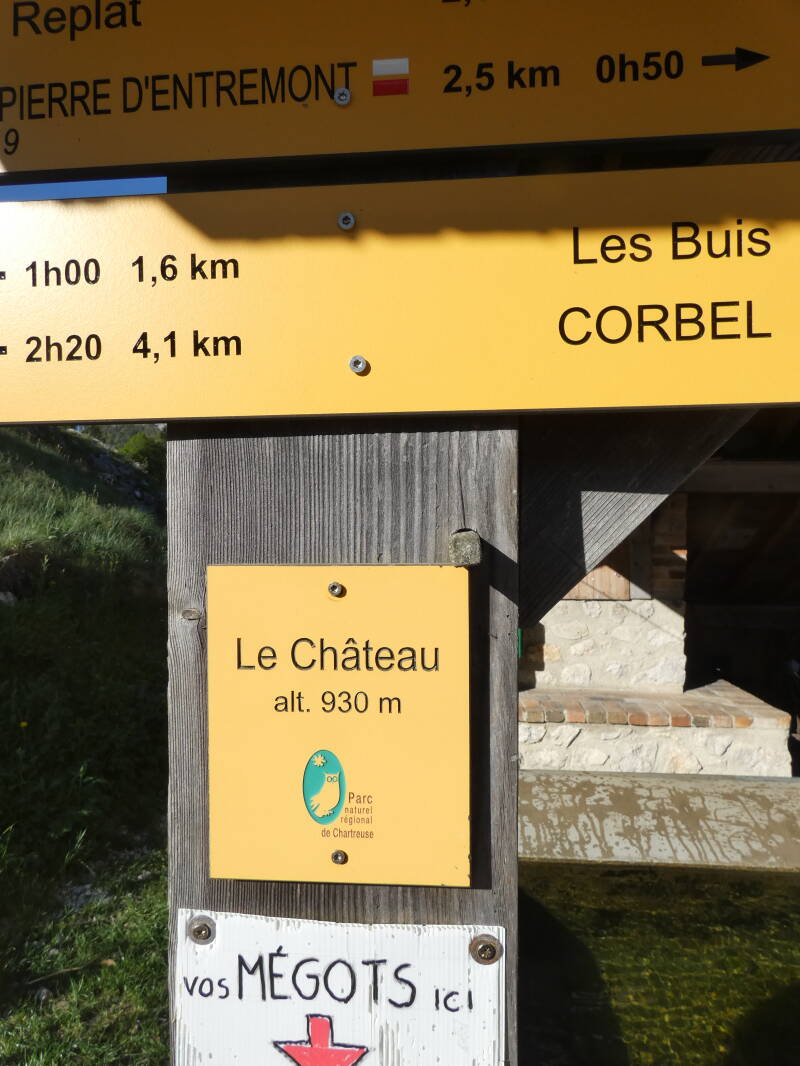 Replat
PIERRE D'ENTREMONT 2,5 km 0h50
9
1h00 1,6 km Les Buis
2h20 4,1 km CORBEL
Le Château
alt. 930 m
Parc
naturel
régional
de Chartreuse
vos MÉGOTS ici